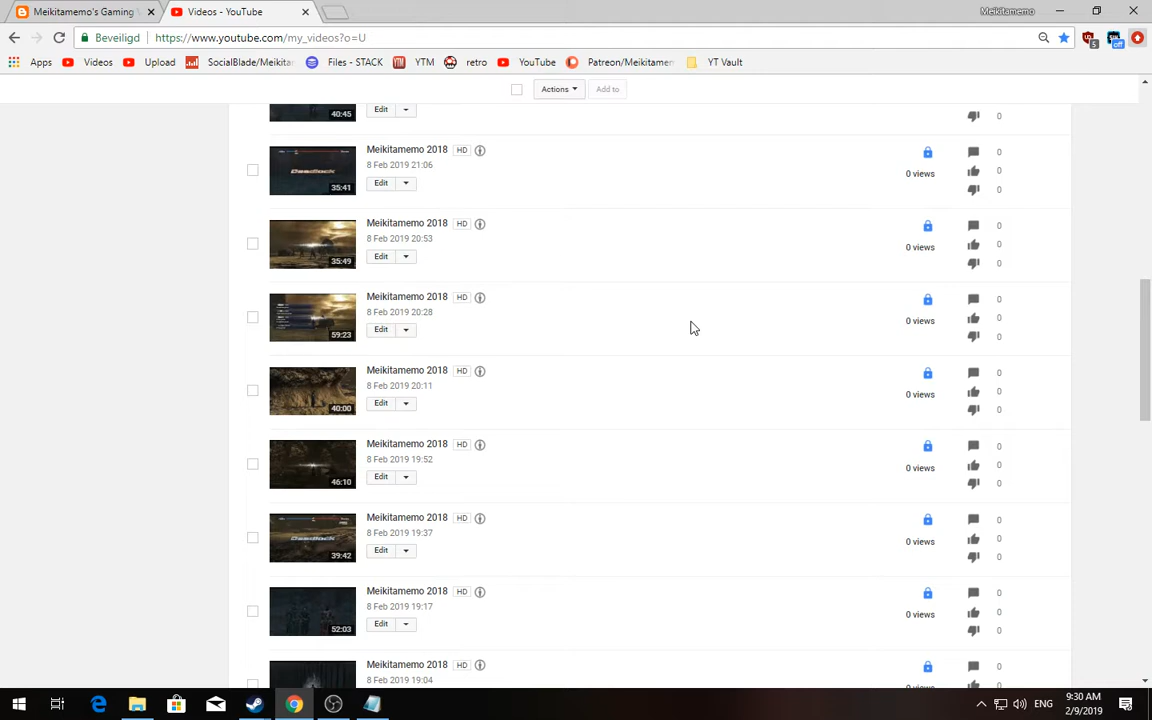 Meikitamemo's Gaming
Videos - YouTube
Meikitamemo
Beveiligd
https://www.youtube.com/my_videos?o=U
5
off
Apps
Videos
Upload
SocialBlade/Meikita
Files - STACK
YTM
retro
YouTube
Patreon/Meikitamen
YT Vault
Actions
Add to
40:45
Edit
0
Meikitamemo 2018 HD
8 Feb 2019 21:06
35:41
Edit
0 views
0
0
0
Meikitamemo 2018 HD
8 Feb 2019 20:53
35:49
Edit
0 views
0
0
0
Meikitamemo 2018 HD
8 Feb 2019 20:28
59:23
Edit
0 views
0
0
0
Meikitamemo 2018 HD
8 Feb 2019 20:11
40:00
Edit
0 views
0
0
0
Meikitamemo 2018 HD
8 Feb 2019 19:52
46:10
Edit
0 views
0
0
0
Meikitamemo 2018 HD
8 Feb 2019 19:37
39:42
Edit
0 views
0
0
0
Meikitamemo 2018 HD
8 Feb 2019 19:17
52:03
Edit
0 views
0
0
0
Meikitamemo 2018 HD
8 Feb 2019 19:04
0
0
ENG
9:30 AM
2/9/2019